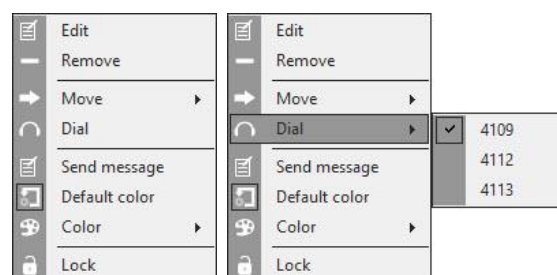 Edit
Remove
Move
Dial
Send message
Default color
Color
Lock
Edit
Remove
Move
Dial
Send message
Default color
Color
Lock
4109
4112
4113